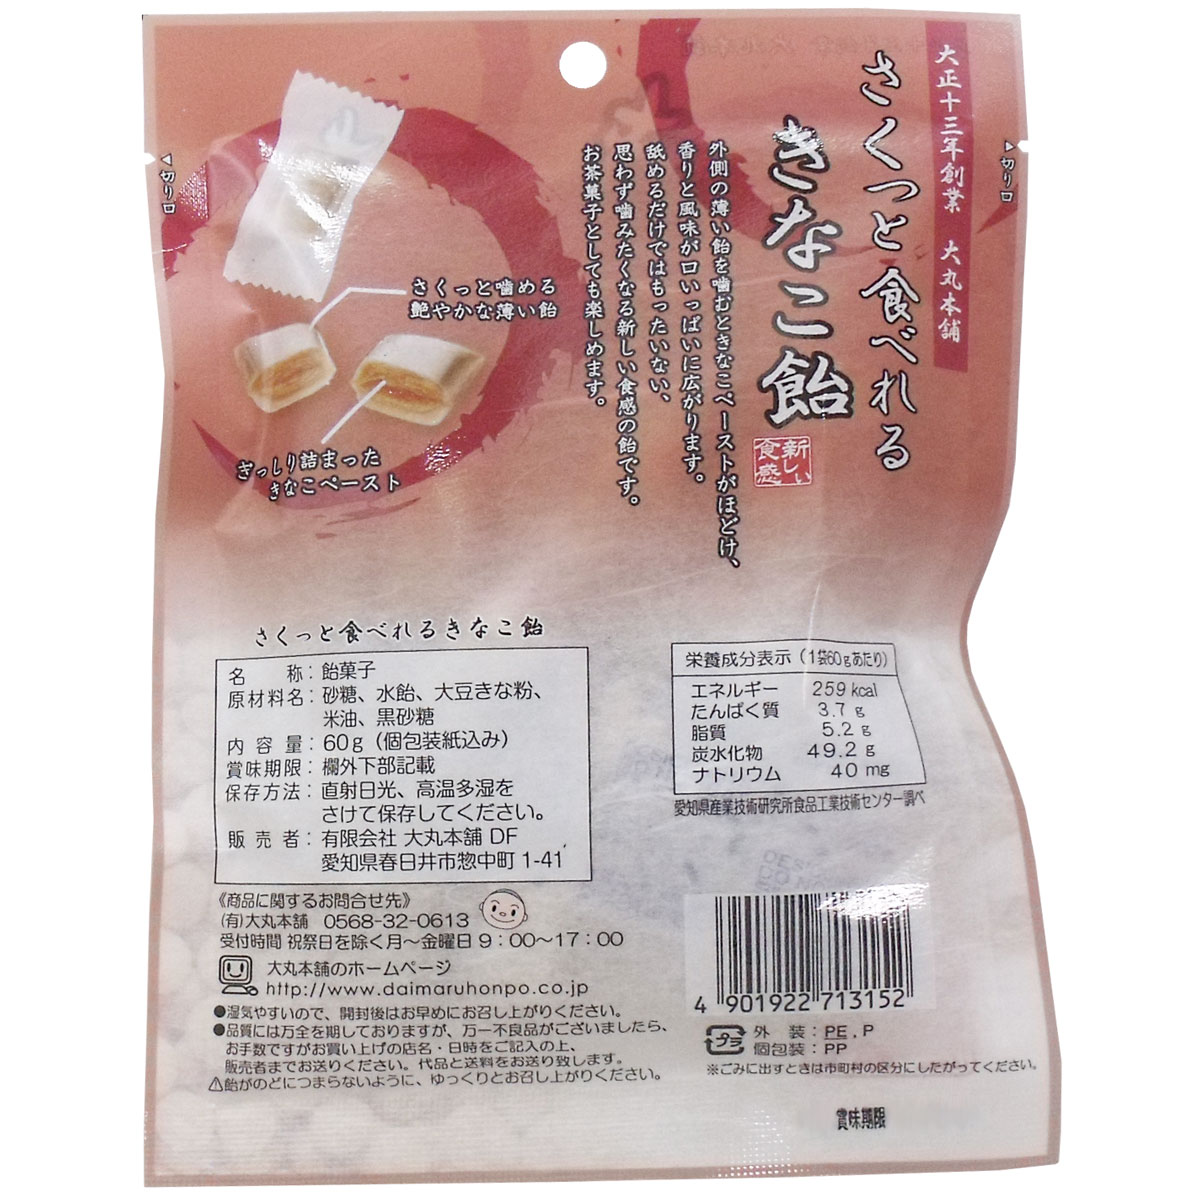 大正十三年創業 大丸本舗
さくっと食べれる
きなこ飴
新しい
食感
外側の薄い飴を噛むときなこペーストがほどけ、
香りと風味が口いっぱいに広がります。
舐めるだけではもったいない、
思わず噛みたくなる新しい食感の飴です。
お茶菓子としても楽しめます。
切り口
切り口
さくっと噛める
艶やかな薄い飴
ぎっしり詰まった
きなこペースト
さくっと食べれるきなこ飴
名称:飴菓子
原材料名:砂糖、水飴、大豆きな粉、
米油、黒砂糖
内容量:60g(個包装紙込み)
賞味期限:欄外下部記載
保存方法:直射日光、高温多湿を
さけて保存してください。
販売者:有限会社 大丸本舗 DF
愛知県春日井市惣中町 1-41
《商品に関するお問合せ先》
(有)大丸本舗 0568-32-0613
受付時間 祝祭日を除く月〜金曜日 9:00〜17:00
大丸本舗のホームページ
http://www.daimaruhonpo.co.jp
●湿気やすいので、開封後はお早めにお召し上がりください。
●品質には万全を期しておりますが、万一不良品がございましたら、
お手数ですがお買い上げの店名・日時をご記入の上、
販売者までお送りください。代品と送料をお送り致します。
⚠飴がのどにつまらないように、ゆっくりとお召し上がりください。
栄養成分表示(1袋60gあたり)
エネルギー 259 kcal
たんぱく質 3.7 g
脂質 5.2 g
炭水化物 49.2 g
ナトリウム 40 mg
愛知県産業技術研究所食品工業技術センター調べ
4 901922 713152
プラ
外装:PE、P
個包装:PP
※ごみに出すときは市町村の区分にしたがってください。
賞味期限